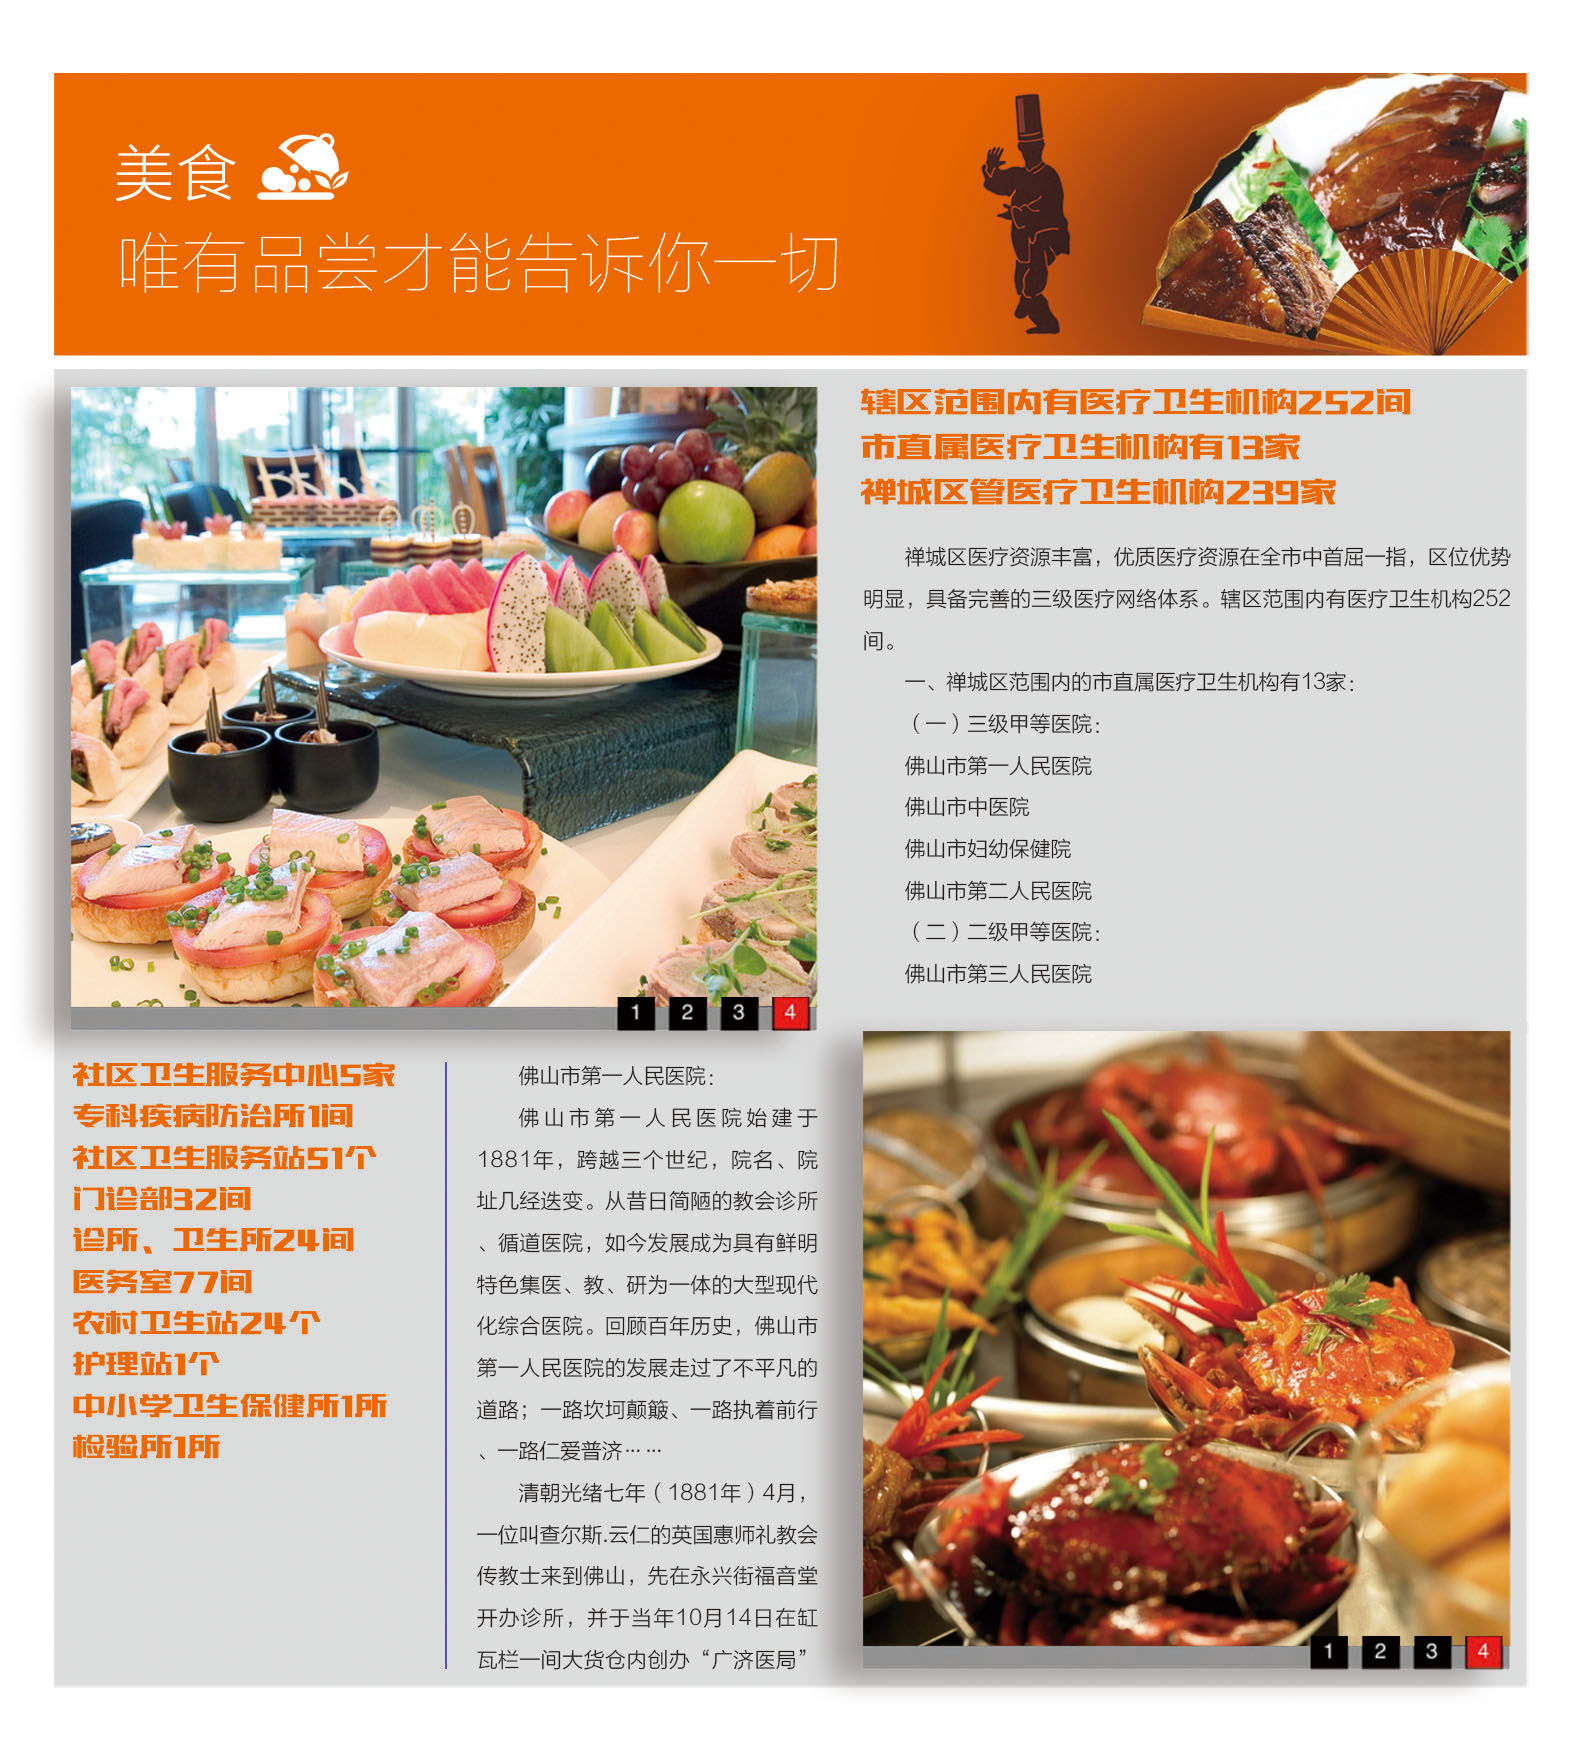 美食
唯有品尝才能告诉你一切
辖区范围内有医疗卫生机构252间
市直属医疗卫生机构有13家
禅城区管医疗卫生机构239家
禅城区医疗资源丰富，优质医疗资源在全市中首屈一指，区位优势
明显，具备完善的三级医疗网络体系。辖区范围内有医疗卫生机构252
间。
一、禅城区范围内的市直属医疗卫生机构有13家：
（一）三级甲等医院：
佛山市第一人民医院
佛山市中医院
佛山市妇幼保健院
佛山市第二人民医院
（二）二级甲等医院：
佛山市第三人民医院
1 2 3 4
社区卫生服务中心5家
专科疾病防治所1间
社区卫生服务站51个
门诊部32间
诊所、卫生所24间
医务室77间
农村卫生站24个
护理站1个
中小学卫生保健所1所
检验所1所
佛山市第一人民医院：
佛山市第一人民医院始建于
1881年，跨越三个世纪，院名、院
址几经迭变。从昔日简陋的教会诊所
、循道医院，如今发展成为具有鲜明
特色集医、教、研为一体的大型现代
化综合医院。回顾百年历史，佛山市
第一人民医院的发展走过了不平凡的
道路；一路坎坷颠簸、一路执着前行
、一路仁爱普济……
清朝光绪七年（1881年）4月，
一位叫查尔斯.云仁的英国惠师礼教会
传教士来到佛山，先在永兴街福音堂
开办诊所，并于当年10月14日在缸
瓦栏一间大货仓内创办“广济医局”
1 2 3 4